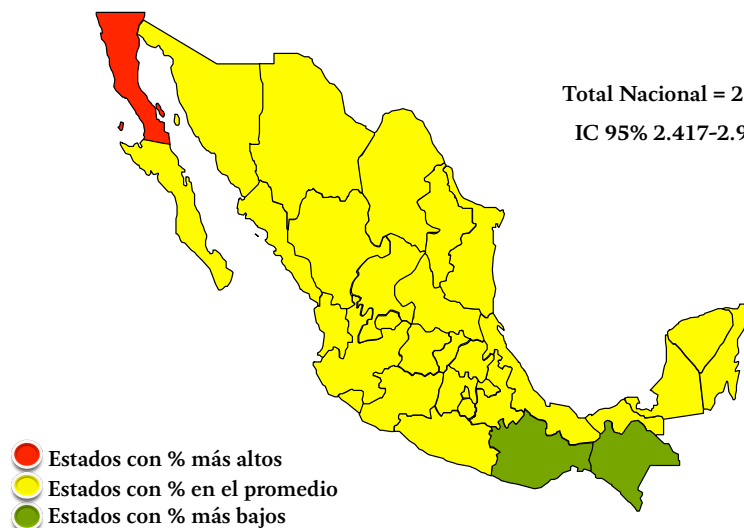 Total Nacional = 2
IC 95% 2.417-2.9
Estados con % más altos
Estados con % en el promedio
Estados con % más bajos